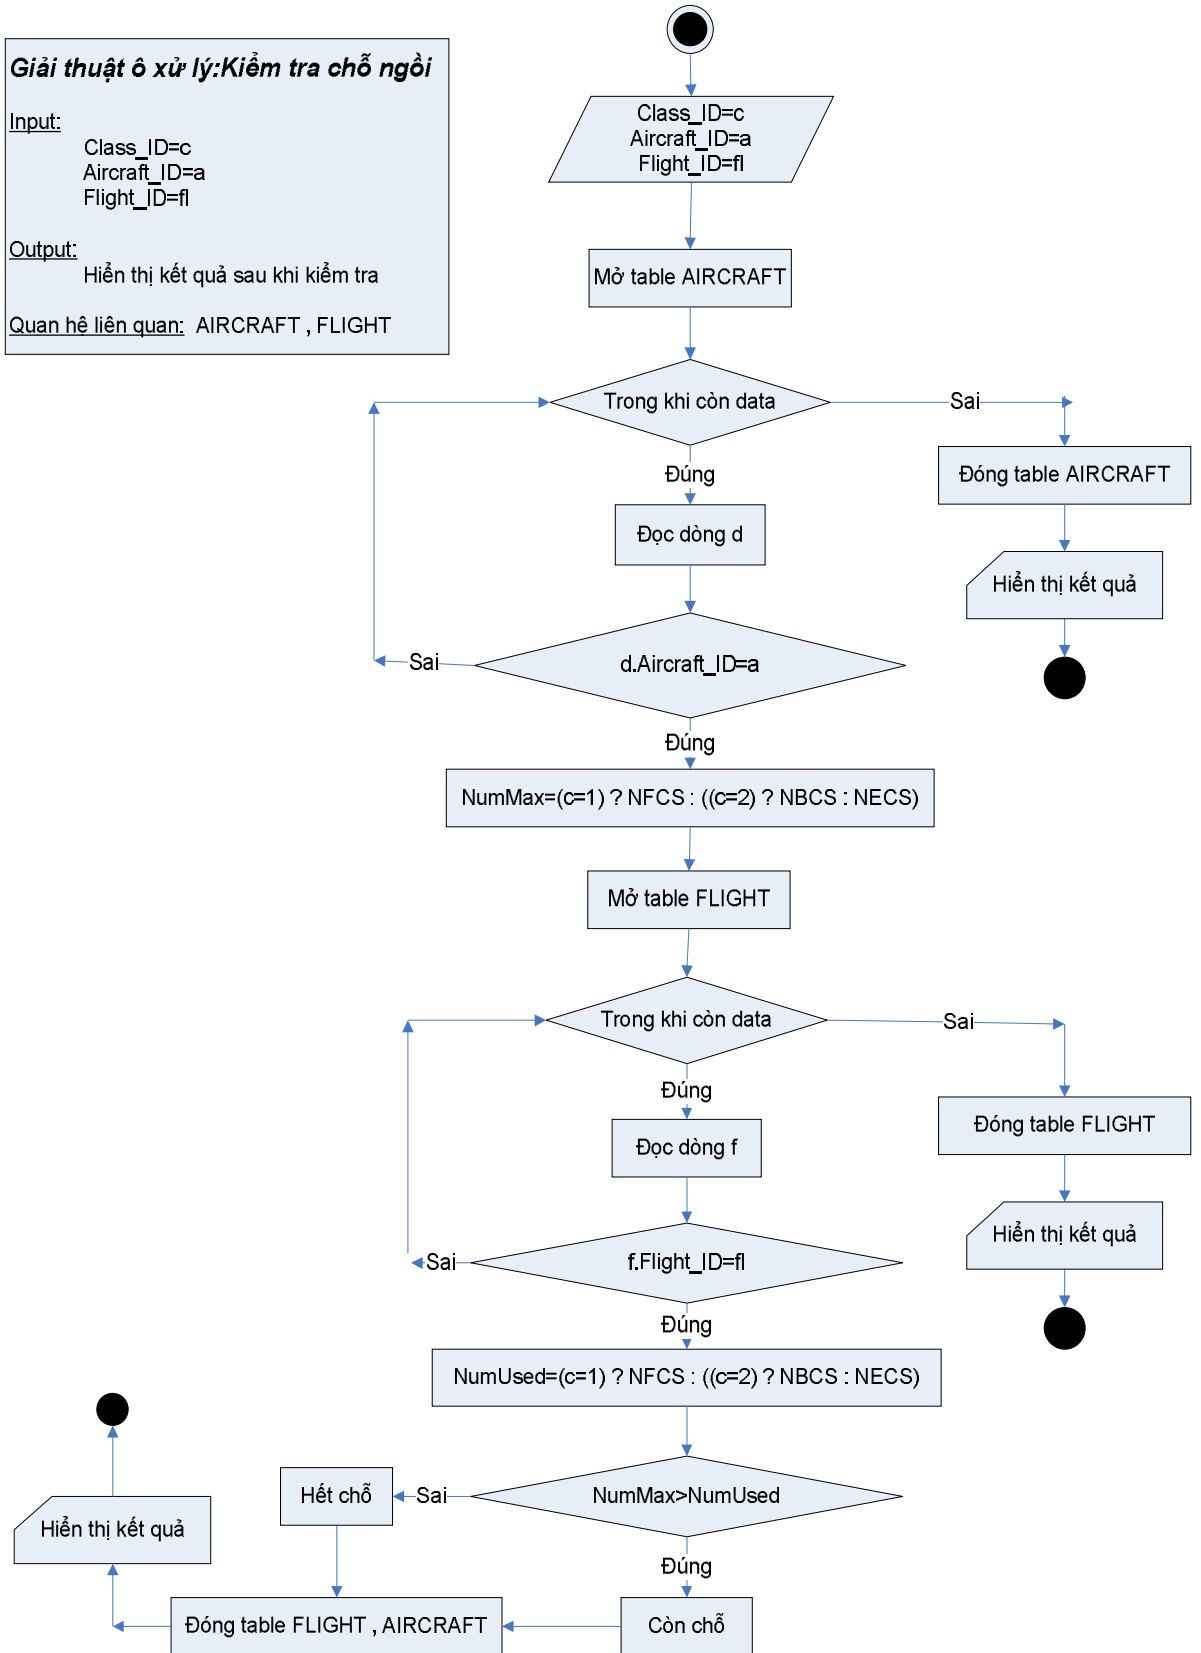 Giải thuật ô xử lý:Kiểm tra chỗ ngồi
Input:
Class_ID=c
Aircraft_ID=a
Flight_ID=fl
Output:
Hiển thị kết quả sau khi kiểm tra
Quan hệ liên quan: AIRCRAFT , FLIGHT
Class_ID=c
Aircraft_ID=a
Flight_ID=fl
Mở table AIRCRAFT
Trong khi còn data
Sai
Đóng table AIRCRAFT
Hiển thị kết quả
Đúng
Đọc dòng d
d.Aircraft_ID=a
Sai
Đúng
NumMax=(c=1) ? NFCS : ((c=2) ? NBCS : NECS)
Mở table FLIGHT
Trong khi còn data
Sai
Đóng table FLIGHT
Hiển thị kết quả
Đúng
Đọc dòng f
f.Flight_ID=fl
Sai
Đúng
NumUsed=(c=1) ? NFCS : ((c=2) ? NBCS : NECS)
NumMax>NumUsed
Sai
Hết chỗ
Đúng
Còn chỗ
Đóng table FLIGHT , AIRCRAFT
Hiển thị kết quả